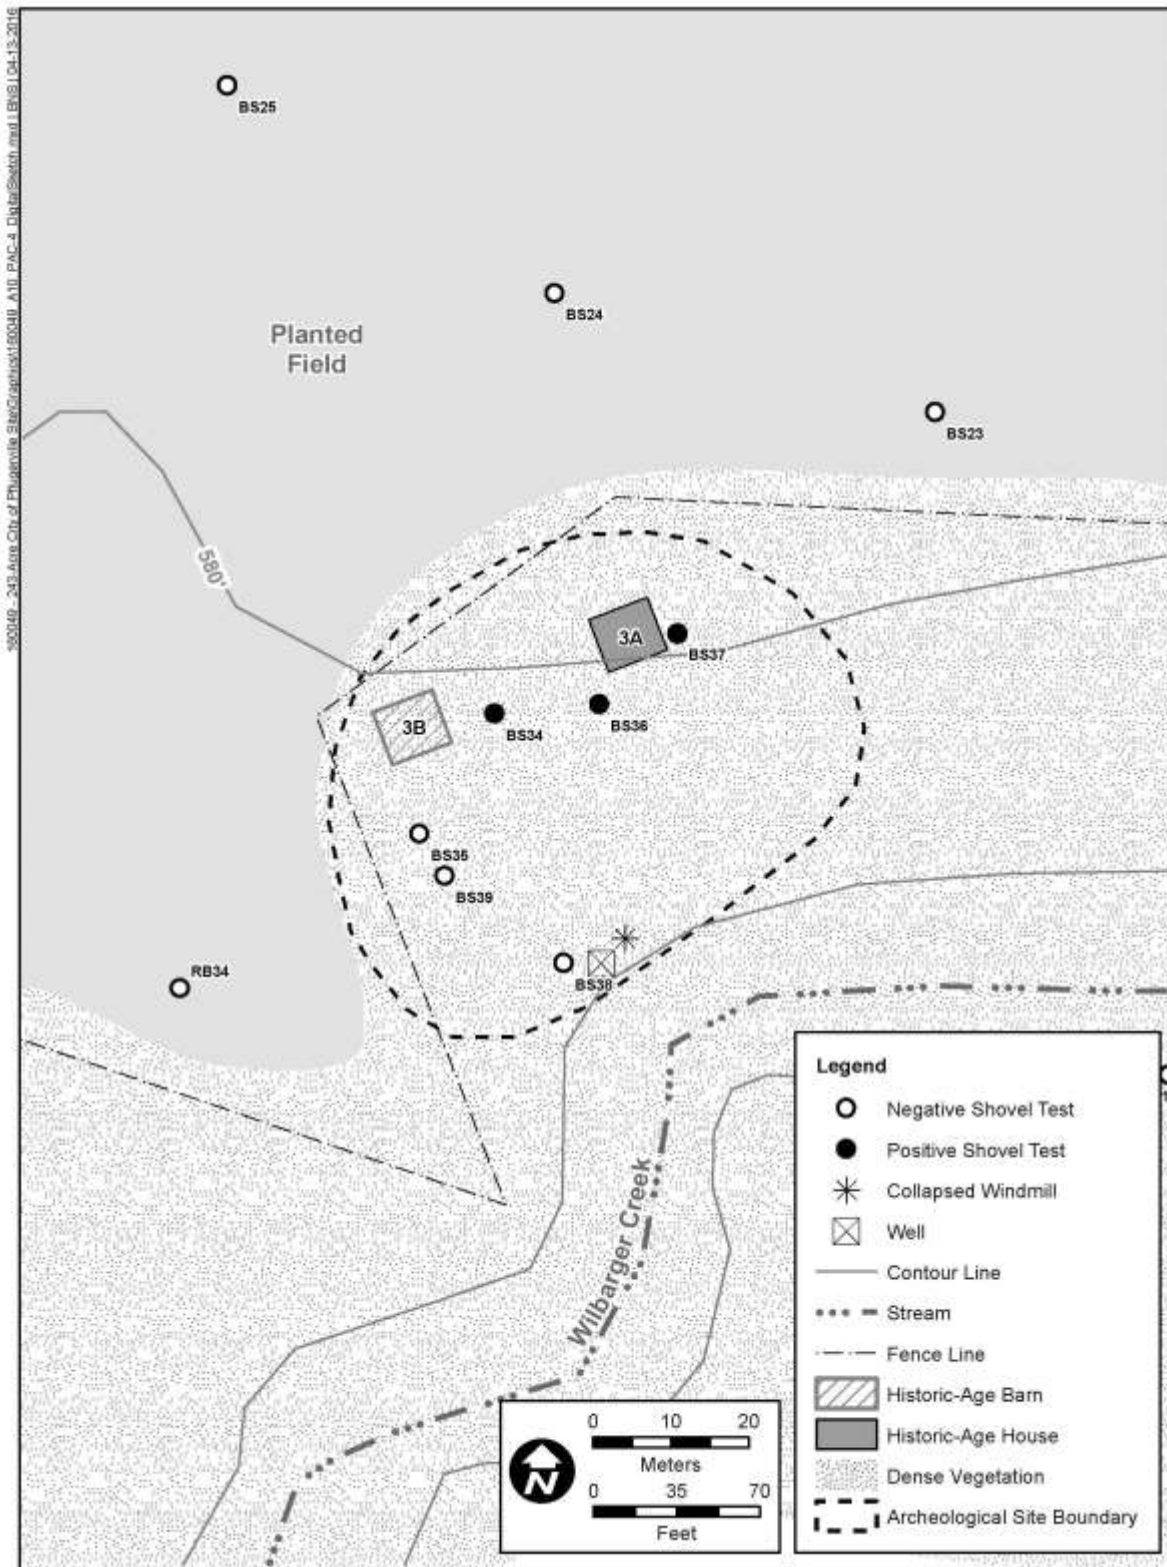 BS25
BS24
Planted
Field
BS23
580'
3A
BS37
3B
BS34
BS36
BS35
BS39
RB34
BS38
Wilbarger Creek
Legend
Negative Shovel Test
Positive Shovel Test
Collapsed Windmill
Well
Contour Line
Stream
Fence Line
Historic-Age Barn
Historic-Age House
Dense Vegetation
Archeological Site Boundary
N
0 10 20
Meters
0 35 70
Feet